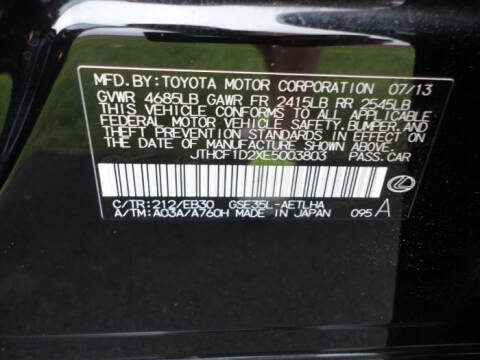 MFD.BY:TOYOTA MOTOR CORPORATION 07/13
GVWR 4685LB GAWR FR 2415LB RR 2545LB
THIS VEHICLE CONFORMS TO ALL APPLICABLE
FEDERAL MOTOR VEHICLE SAFETY, BUMPER, AND
THEFT PREVENTION STANDARDS IN EFFECT ON
THE DATE OF MANUFACTURE SHOWN ABOVE.
JTHCF1D2XE5003803 PASS.CAR
C/TR:212/EB30 GSE35L-AETLHA
A/TM:A03A/A760H MADE IN JAPAN 095 A